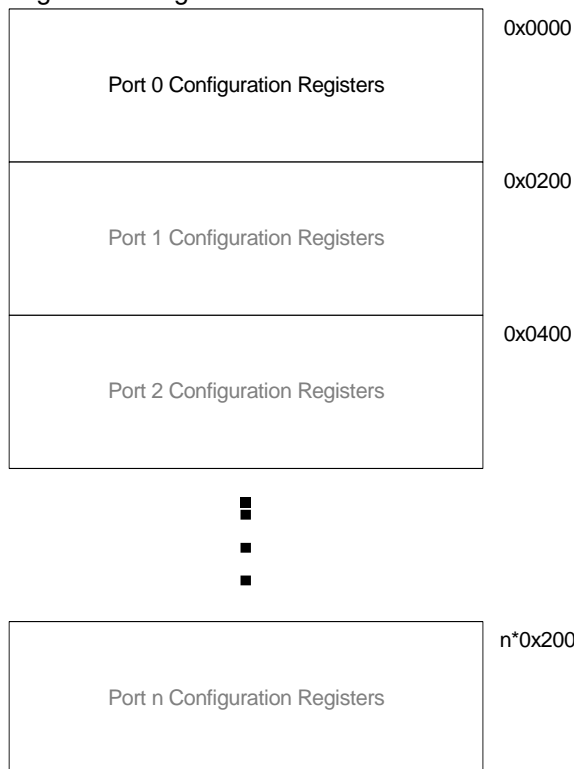 0x0000
Port 0 Configuration Registers
0x0200
Port 1 Configuration Registers
0x0400
Port 2 Configuration Registers
n*0x200
Port n Configuration Registers